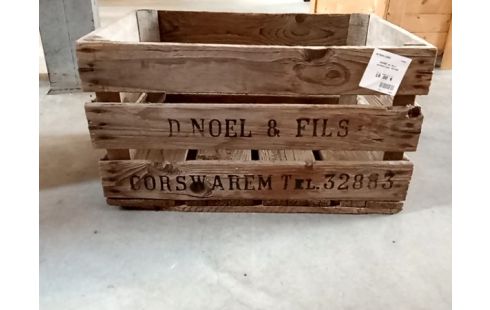 D. NOEL & FILS
CORSWAREM TEL. 32883